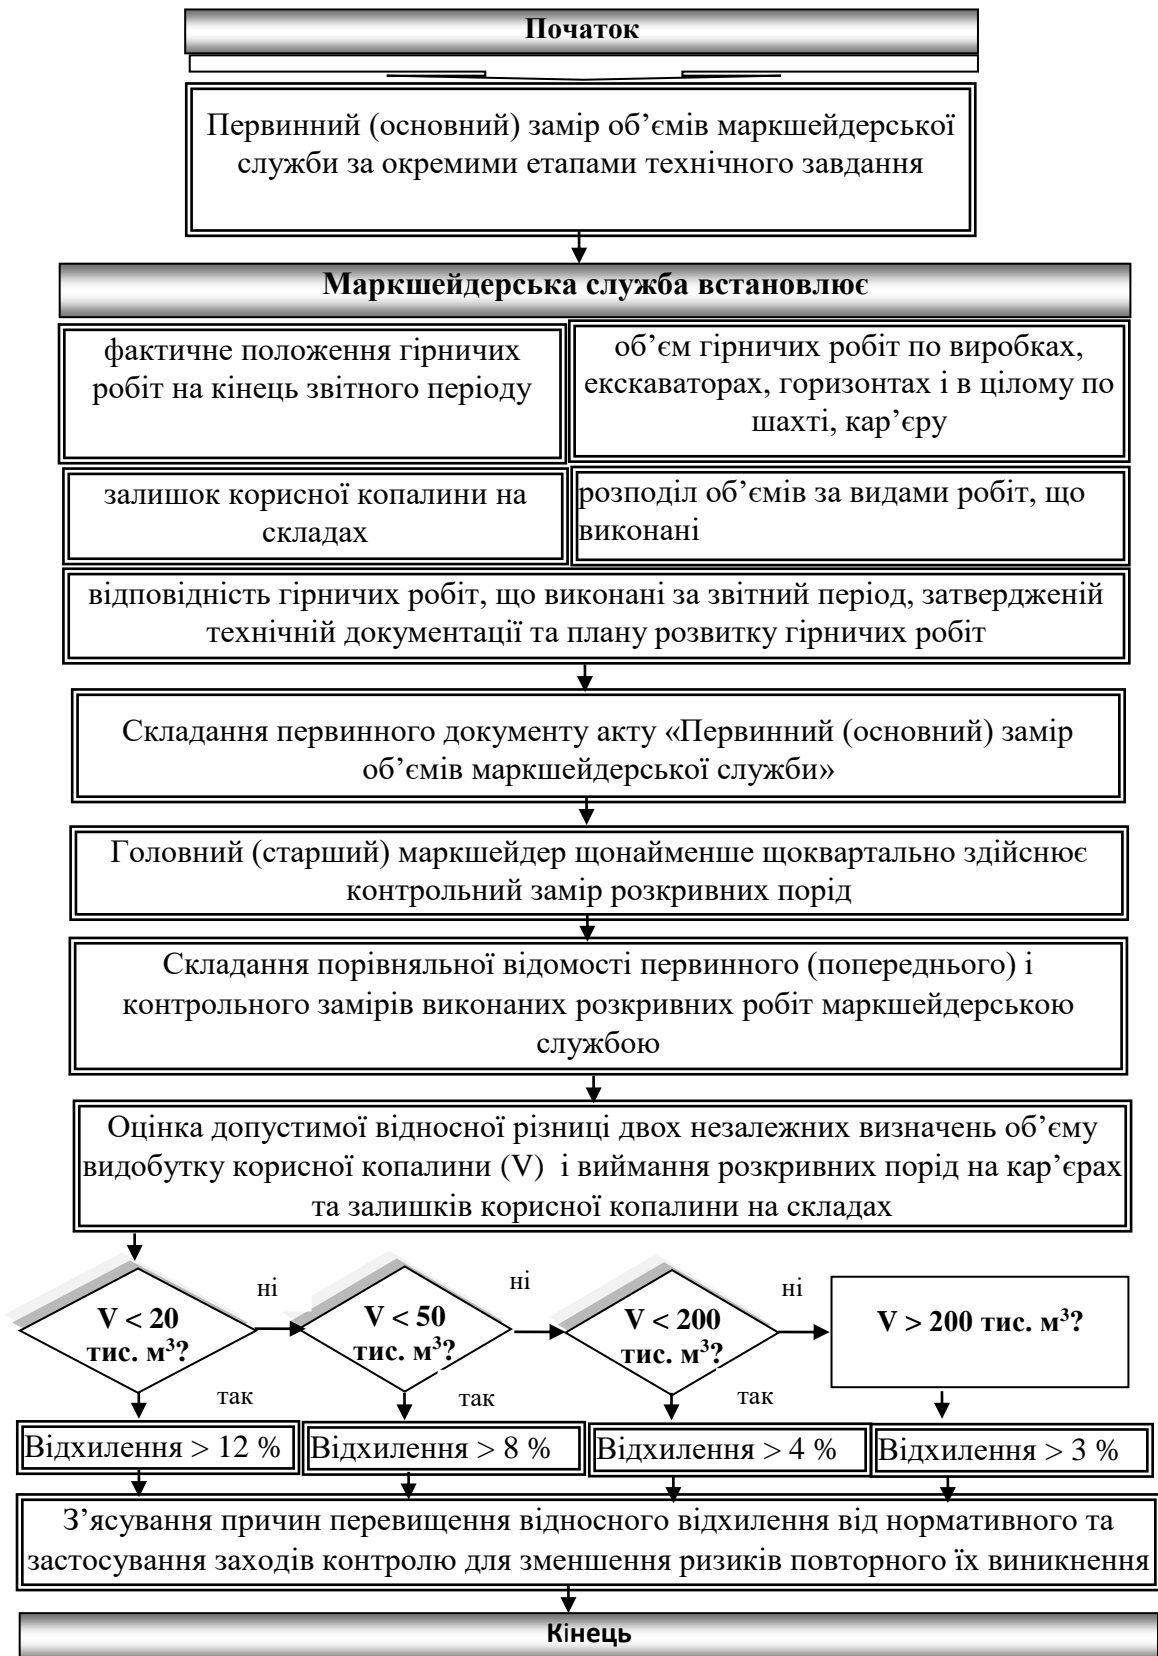 Початок
Первинний (основний) замір об’ємів маркшейдерської
служби за окремими етапами технічного завдання
Маркшейдерська служба встановлює
фактичне положення гірничих
робіт на кінець звітного періоду
об’єм гірничих робіт по виробках,
екскаваторах, горизонтах і в цілому по
шахті, кар’єру
залишок корисної копалини на
складах
розподіл об’ємів за видами робіт, що
виконані
відповідність гірничих робіт, що виконані за звітний період, затвердженій
технічній документації та плану розвитку гірничих робіт
Складання первинного документу акту «Первинний (основний) замір
об’ємів маркшейдерської служби»
Головний (старший) маркшейдер щонайменше щоквартально здійснює
контрольний замір розкривних порід
Складання порівняльної відомості первинного (попереднього) і
контрольного замірів виконаних розкривних робіт маркшейдерською
службою
Оцінка допустимої відносної різниці двох незалежних визначень об’єму
видобутку корисної копалини (V) і виймання розкривних порід на кар’єрах
та залишків корисної копалини на складах
V < 20
тис. м³?
ні
V < 50
тис. м³?
ні
V < 200
тис. м³?
ні
V > 200 тис. м³?
так
так
так
Відхилення > 12 %
Відхилення > 8 %
Відхилення > 4 %
Відхилення > 3 %
З’ясування причин перевищення відносного відхилення від нормативного та
застосування заходів контролю для зменшення ризиків повторного їх виникнення
Кінець